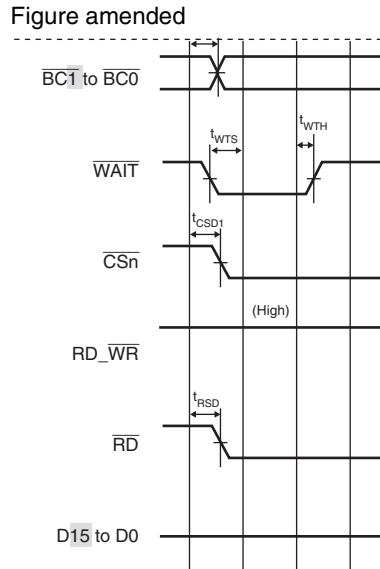 Figure amended
BC1 to BC0
tWTS
tWTH
WAIT
tCSD1
CSn
(High)
RD_WR
tRSD
RD
D15 to D0